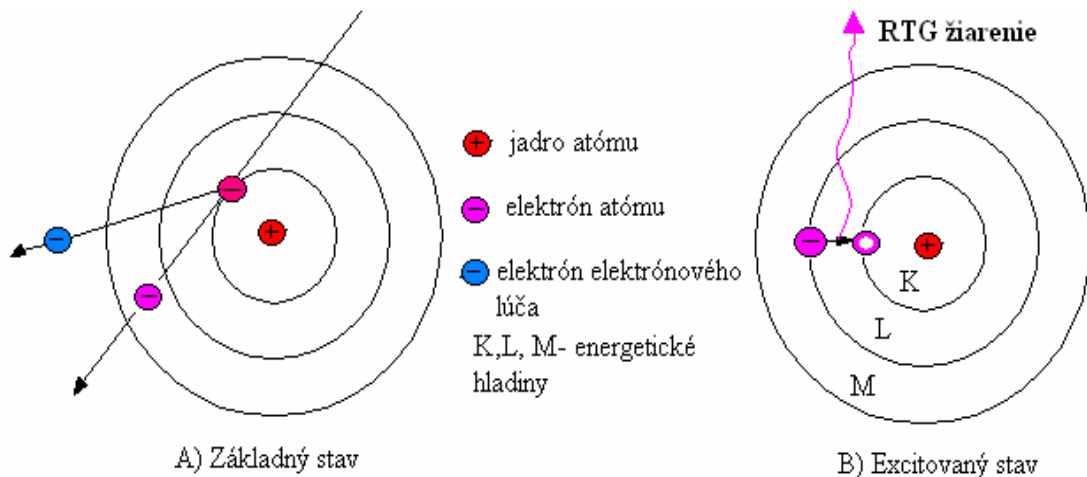 RTG žiarenie
jadro atómu
elektrón atómu
elektrón elektrónového
lúča
K,L, M- energetické
hladiny
K
L
M
A) Základný stav
B) Excitovaný stav